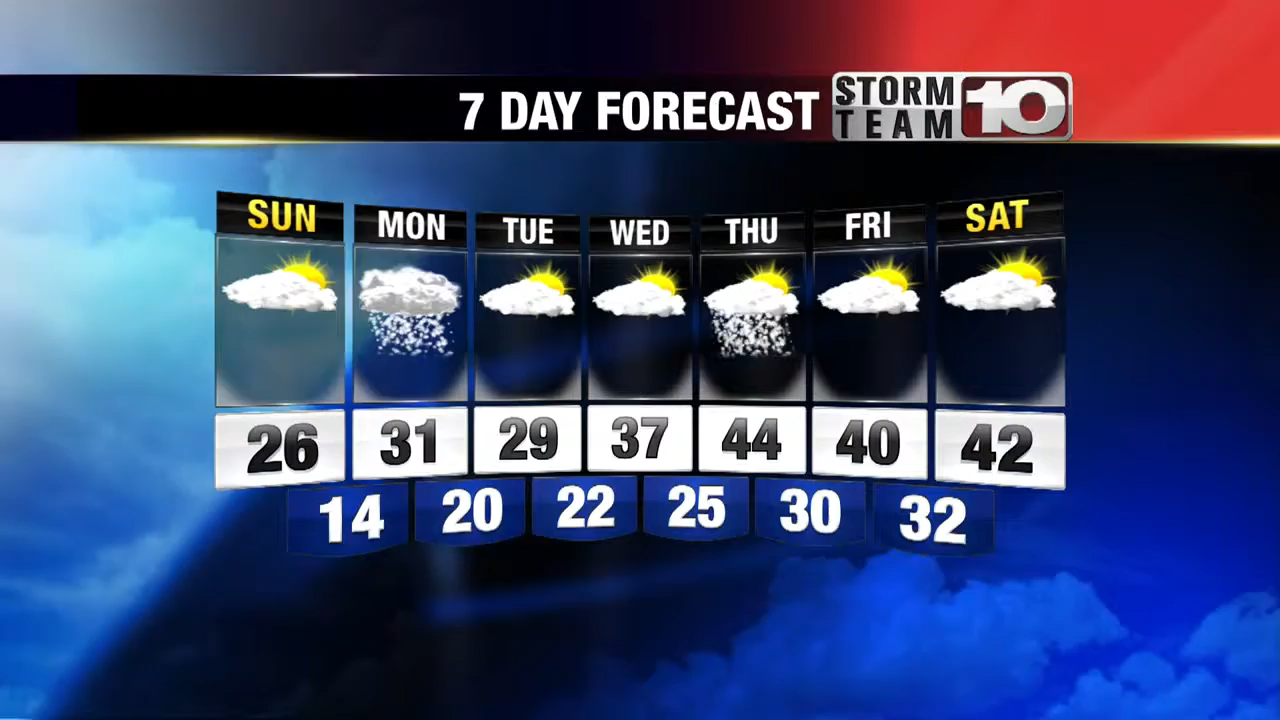 7 DAY FORECAST
STORM TEAM 10
SUN MON TUE WED THU FRI SAT
26 31 29 37 44 40 42
14 20 22 25 30 32